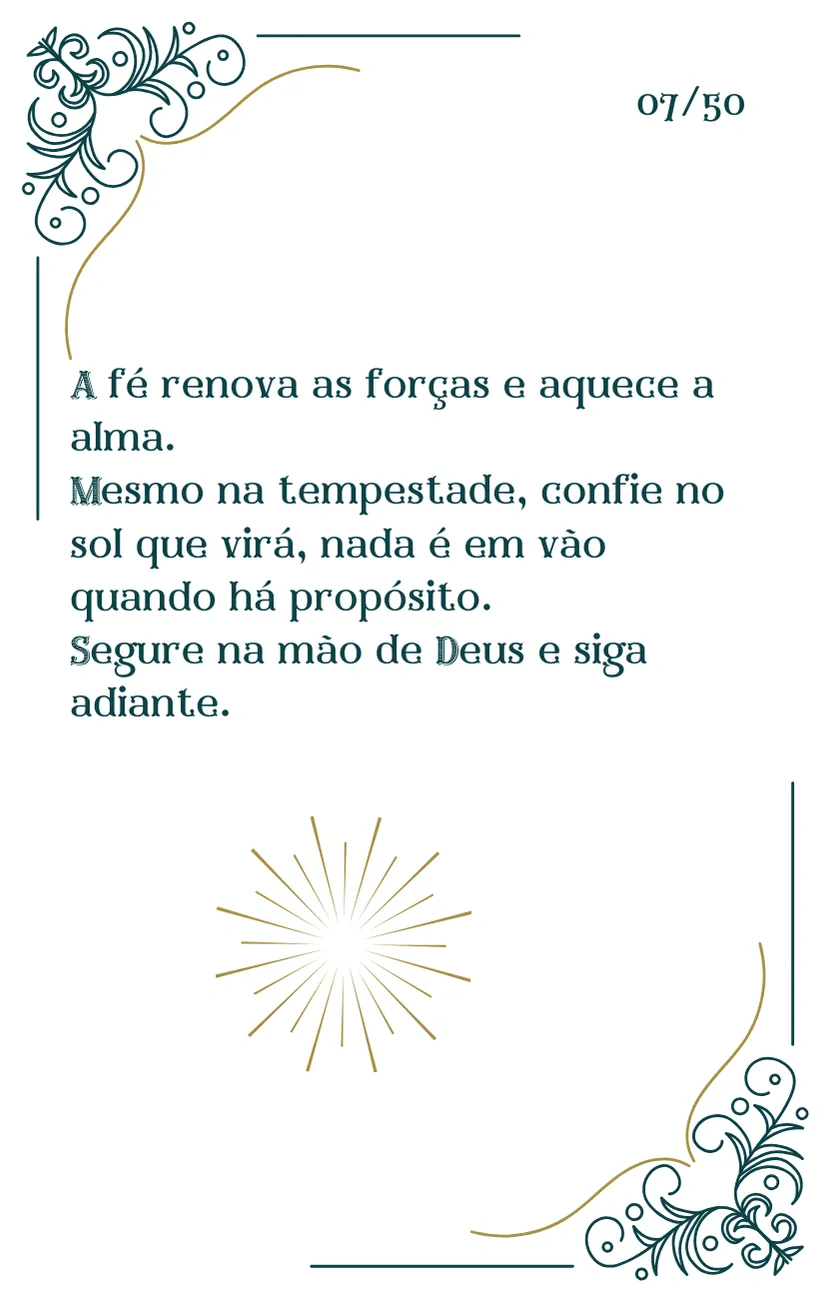 07/50
A fé renova as forças e aquece a
alma.
Mesmo na tempestade, confie no
sol que virá, nada é em vão
quando há propósito.
Segure na mão de Deus e siga
adiante.